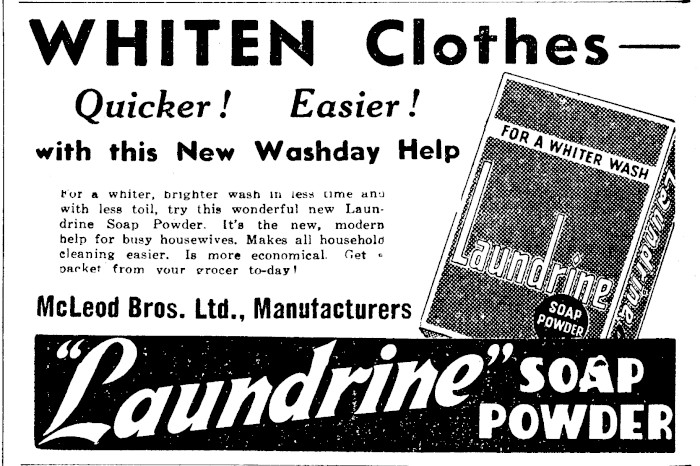 WHITEN Clothes—
Quicker! Easier!
with this New Washday Help
For a whiter, brighter wash in less time and
with less toil, try this wonderful new Laun-
drine Soap Powder. It's the new, modern
help for busy housewives. Makes all household
cleaning easier. Is more economical. Get a
packet from your grocer to-day!
McLeod Bros. Ltd., Manufacturers
FOR A WHITER WASH
Laundrine
SOAP
POWDER
Laundrine
"Laundrine" SOAP
POWDER